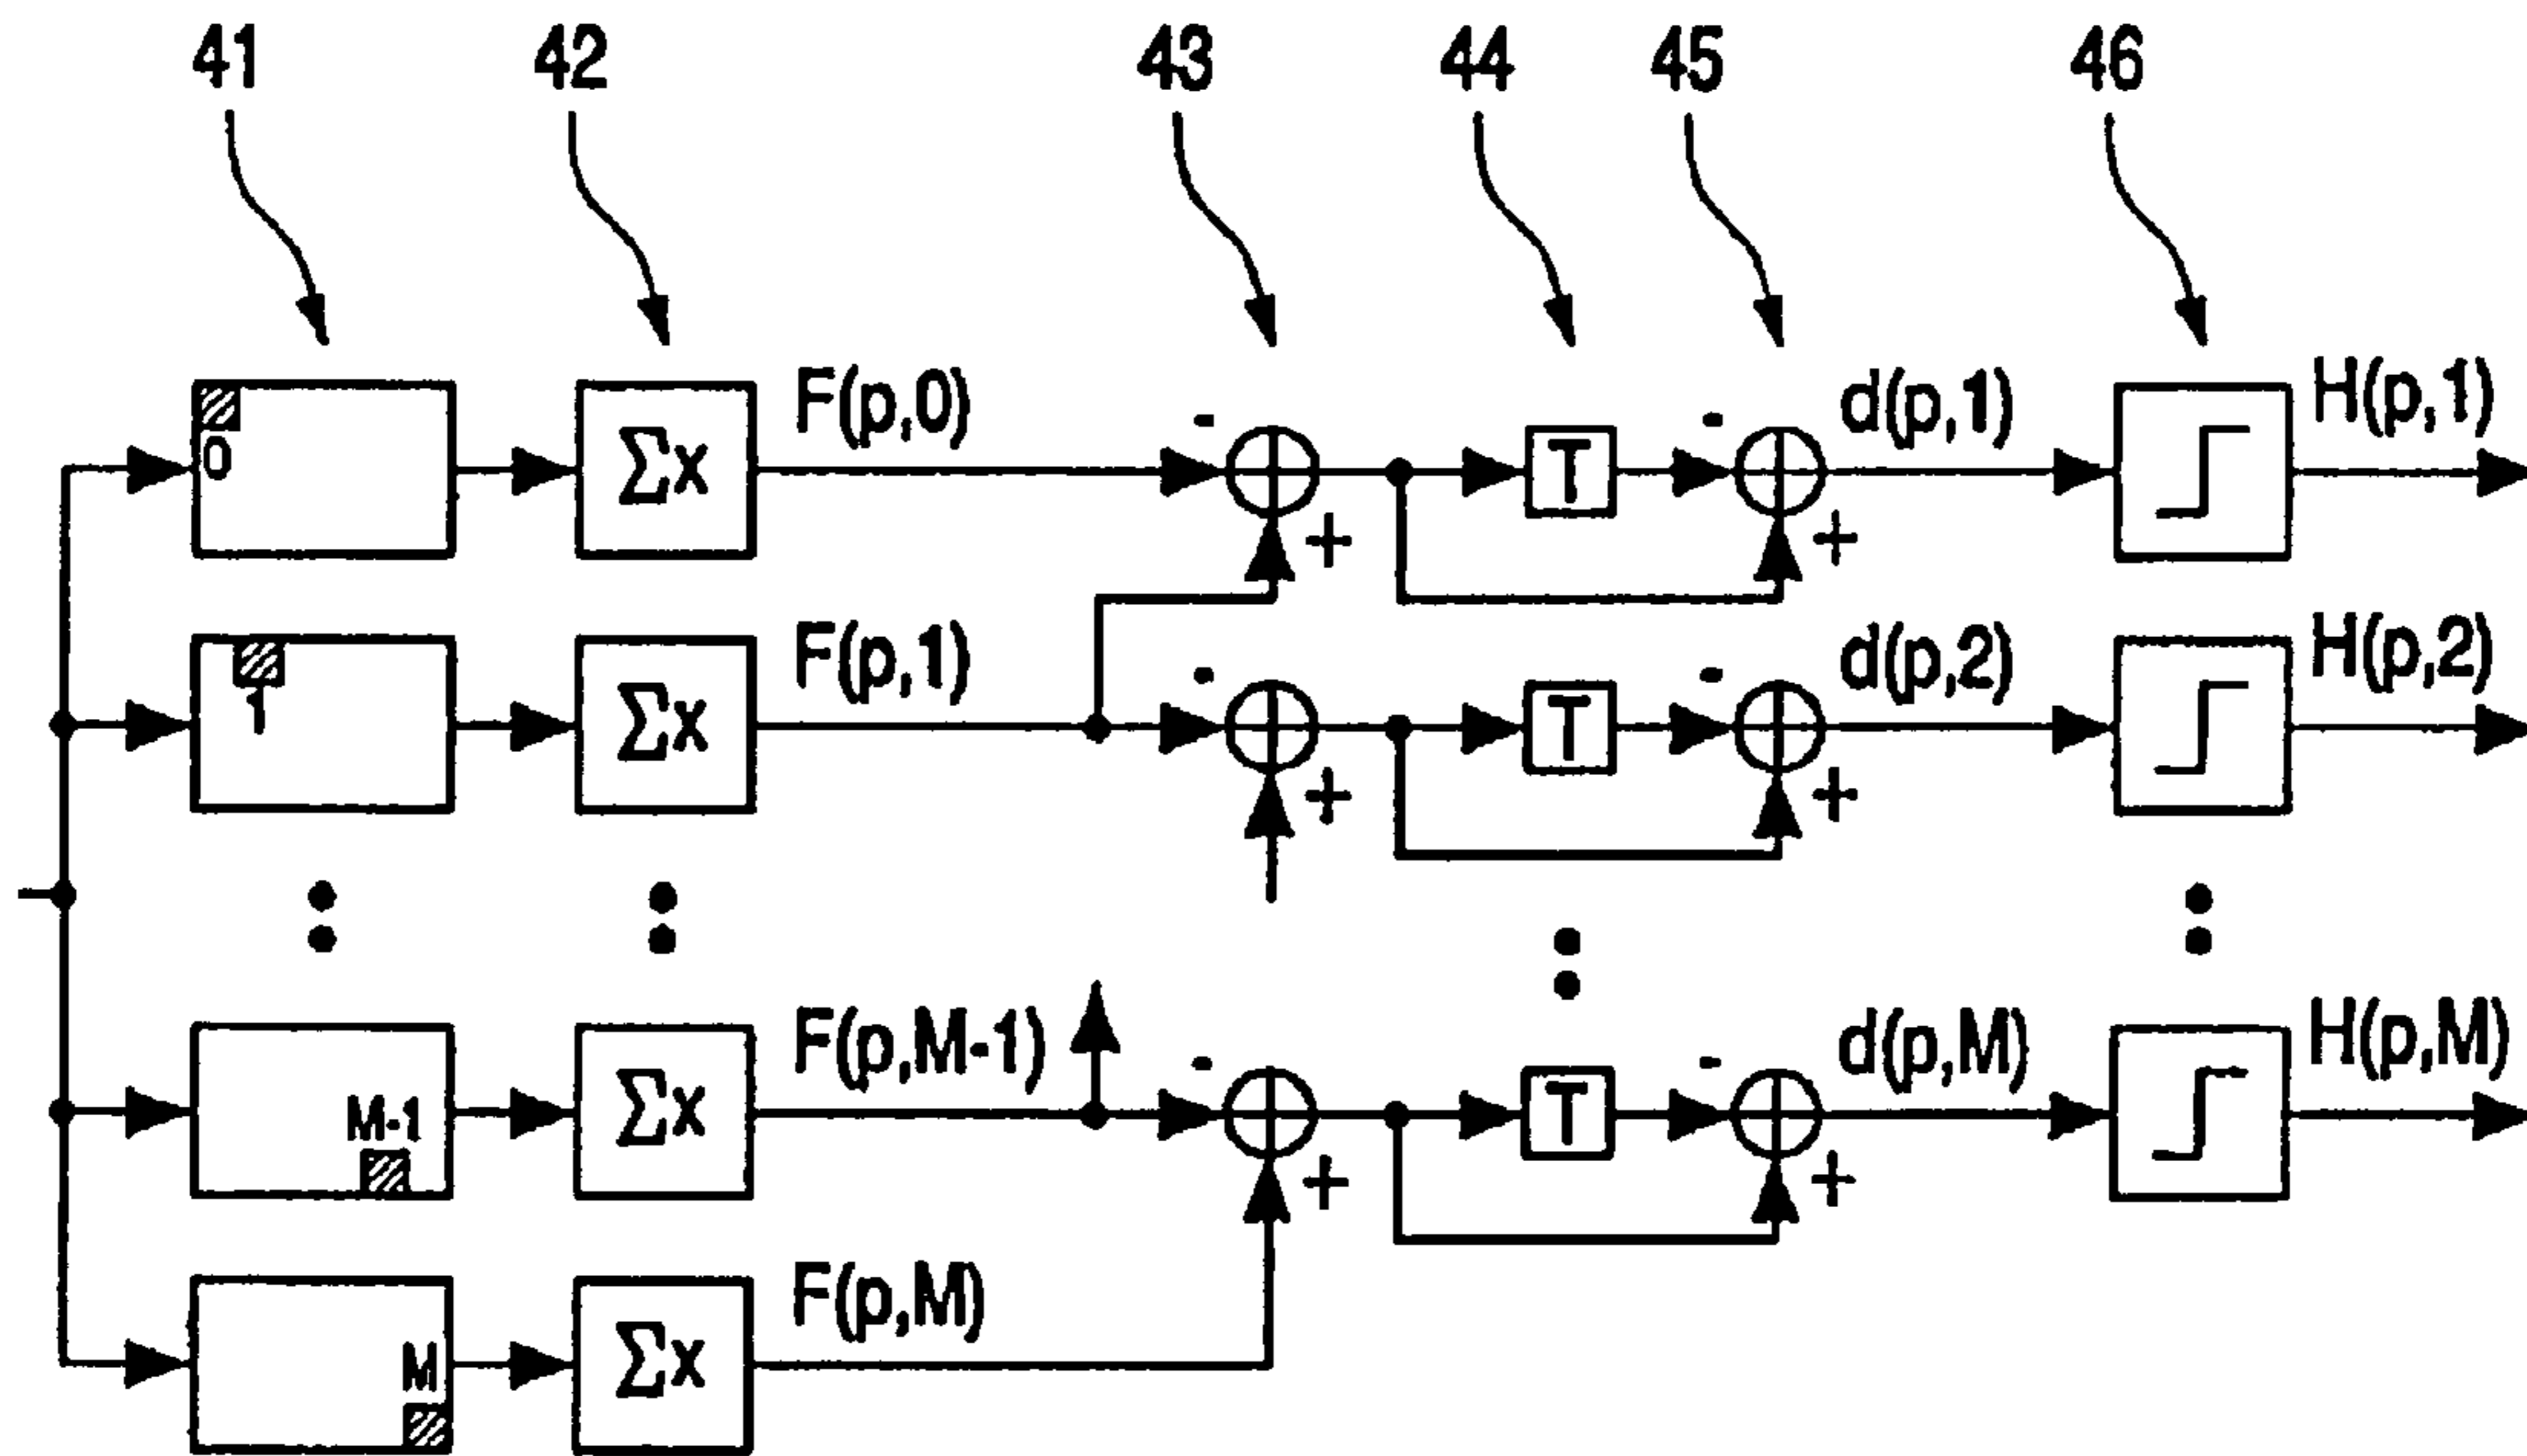 41 42 43 44 45 46
0 Σx F(p,0) - + T - + d(p,1) H(p,1)
1 Σx F(p,1) - + T - + d(p,2) H(p,2)
M-1 Σx F(p,M-1) - + T - + d(p,M) H(p,M)
M Σx F(p,M)